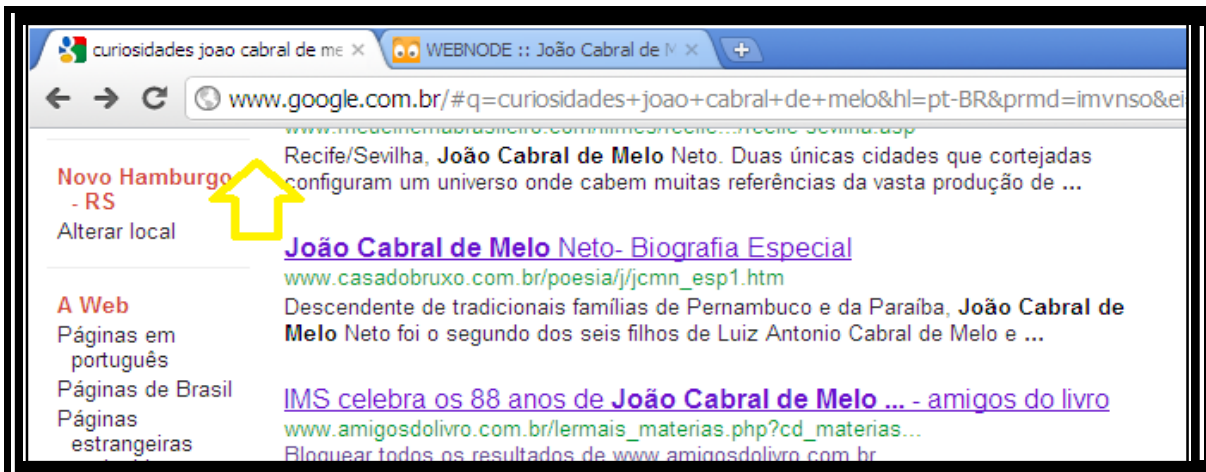 curiosidades joao cabral de me
WEBNODE :: João Cabral de M
www.google.com.br/#q=curiosidades+joao+cabral+de+melo&hl=pt-BR&prmd=imvnso&ei
Novo Hamburgo
- RS
Alterar local
A Web
Páginas em
português
Páginas de Brasil
Páginas
estrangeiras
Recife/Sevilha, João Cabral de Melo Neto. Duas únicas cidades que cortejadas
configuram um universo onde cabem muitas referências da vasta produção de ...
João Cabral de Melo Neto- Biografia Especial
www.casadobruxo.com.br/poesia/j/jcmn_esp1.htm
Descendente de tradicionais famílias de Pernambuco e da Paraíba, João Cabral de
Melo Neto foi o segundo dos seis filhos de Luiz Antonio Cabral de Melo e ...
IMS celebra os 88 anos de João Cabral de Melo ... - amigos do livro
www.amigosdolivro.com.br/lermais_materias.php?cd_materias...
Bloquear todos os resultados de www.amigosdolivro.com.br